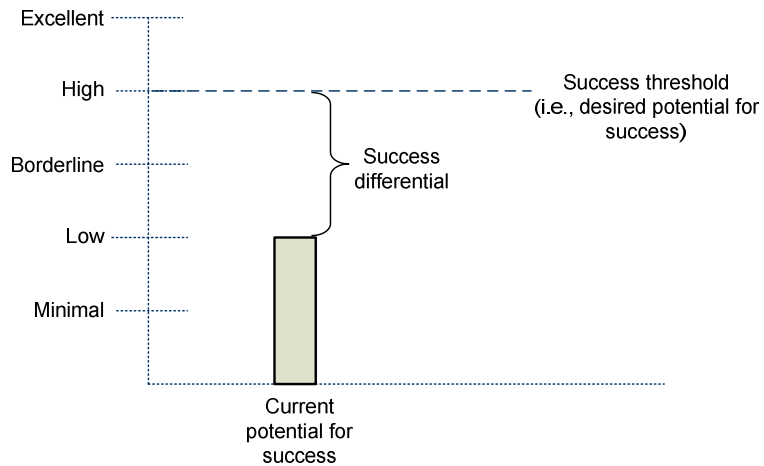 Excellent
High
Success threshold
(i.e., desired potential for
success)
Borderline
Success
differential
Low
Minimal
Current
potential for
success